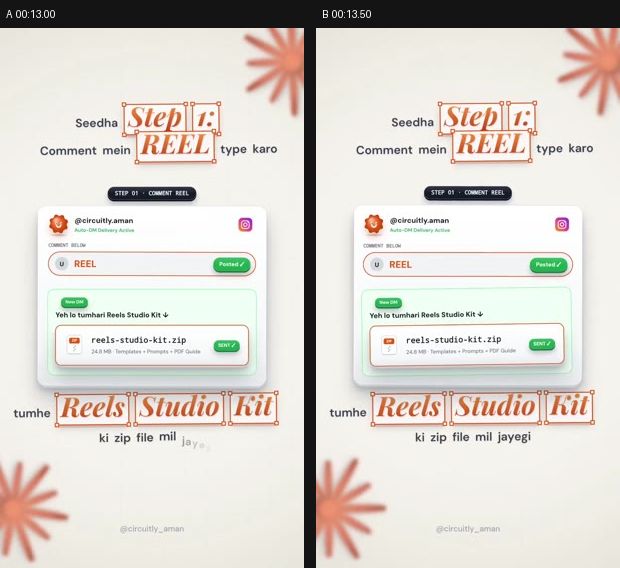 A 00:13.00
Seedha Step 1:
Comment mein REEL type karo
STEP 01 · COMMENT REEL
@circuitly.aman
Auto-DM Delivery Active
COMMENT BELOW
U REEL Posted ✓
New DM
Yeh lo tumhari Reels Studio Kit ↓
ZIP
reels-studio-kit.zip
24.8 MB · Templates + Prompts + PDF Guide
SENT ✓
tumhe Reels Studio Kit
ki zip file mil jaye
@circuitly_aman
B 00:13.50
Seedha Step 1:
Comment mein REEL type karo
STEP 01 · COMMENT REEL
@circuitly.aman
Auto-DM Delivery Active
COMMENT BELOW
U REEL Posted ✓
New DM
Yeh lo tumhari Reels Studio Kit ↓
ZIP
reels-studio-kit.zip
24.8 MB · Templates + Prompts + PDF Guide
SENT ✓
tumhe Reels Studio Kit
ki zip file mil jayegi
@circuitly_aman